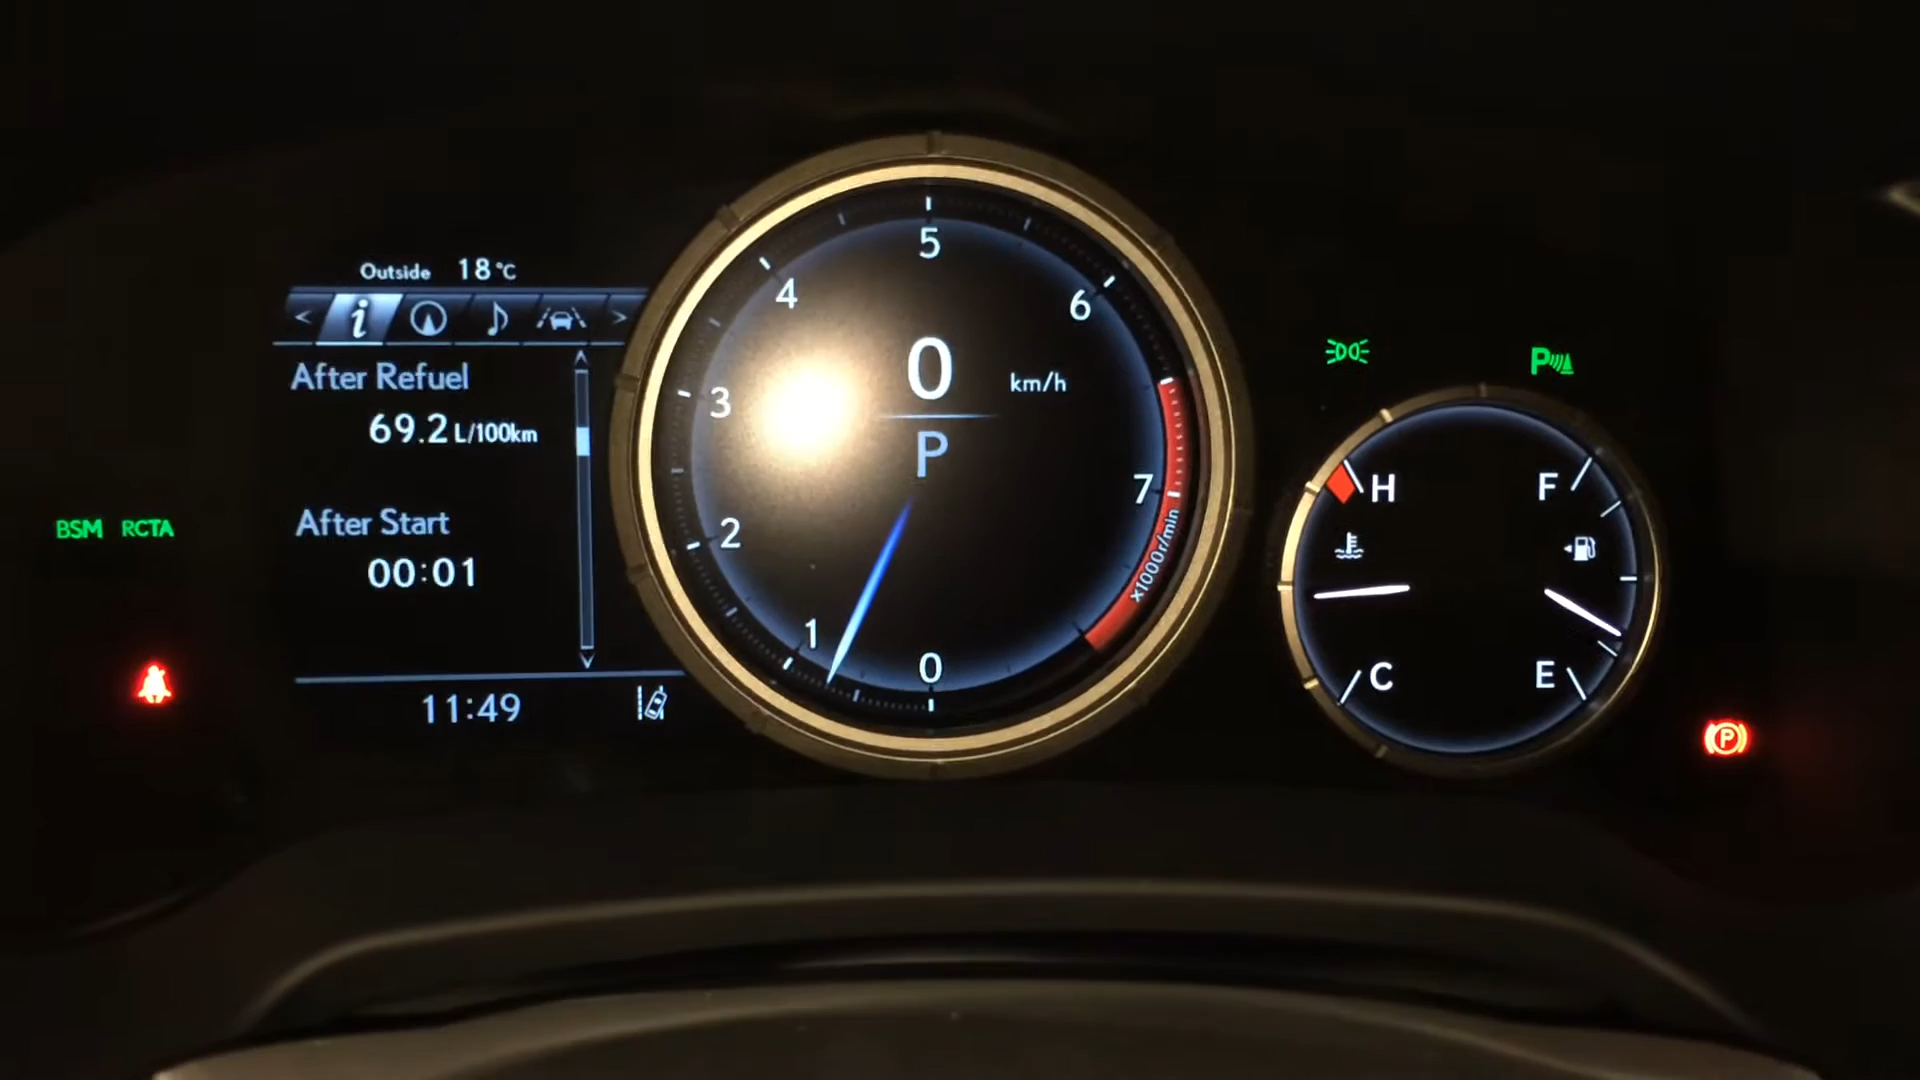 Outside 18°C
< i >
After Refuel
69.2 L/100km
After Start
00:01
11:49
BSM RCTA
0
1
2
3
4
5
6
7
x1000r/min
0 km/h
P
P
H
C
F
E
P